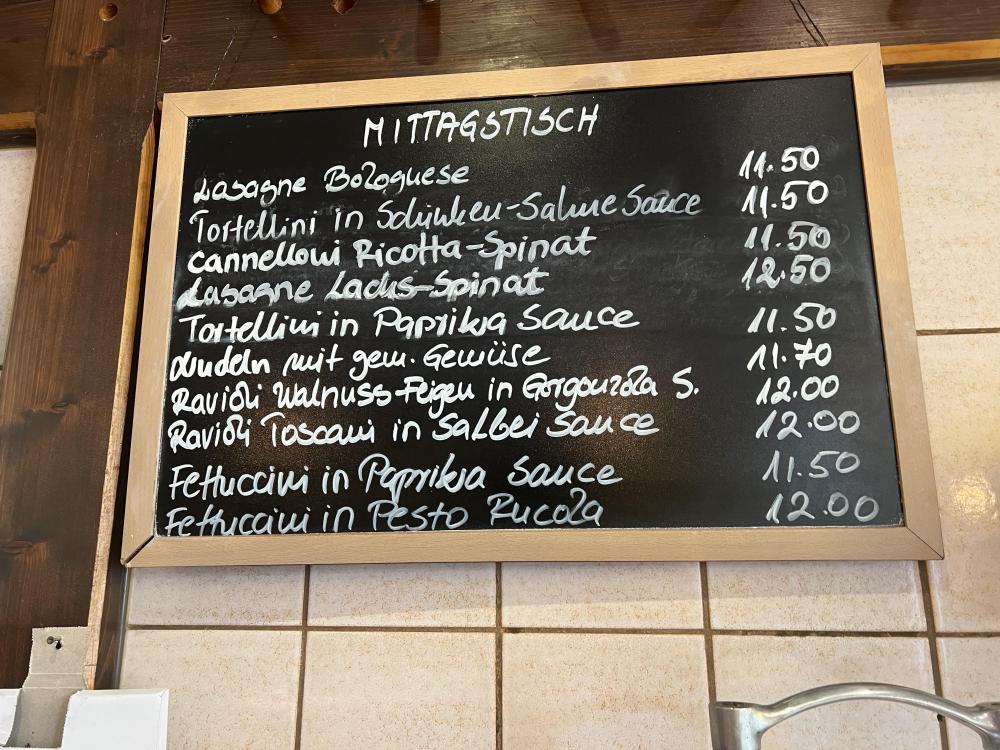 MITTAGSTISCH
Lasagne Bolognese 11.50
Tortellini in Schinken-Sahne Sauce 11.50
Cannelloni Ricotta-Spinat 11.50
Lasagne Lachs-Spinat 12.50
Tortellini in Paprika Sauce 11.50
Nudeln mit gem. Gewüse 11.70
Ravioli Walnuss-Feigen in Gorgonzola S. 12.00
Ravioli Toscani in Salbei Sauce 12.00
Fettuccini in Paprika Sauce 11.50
Fettuccini in Pesto Rucola 12.00